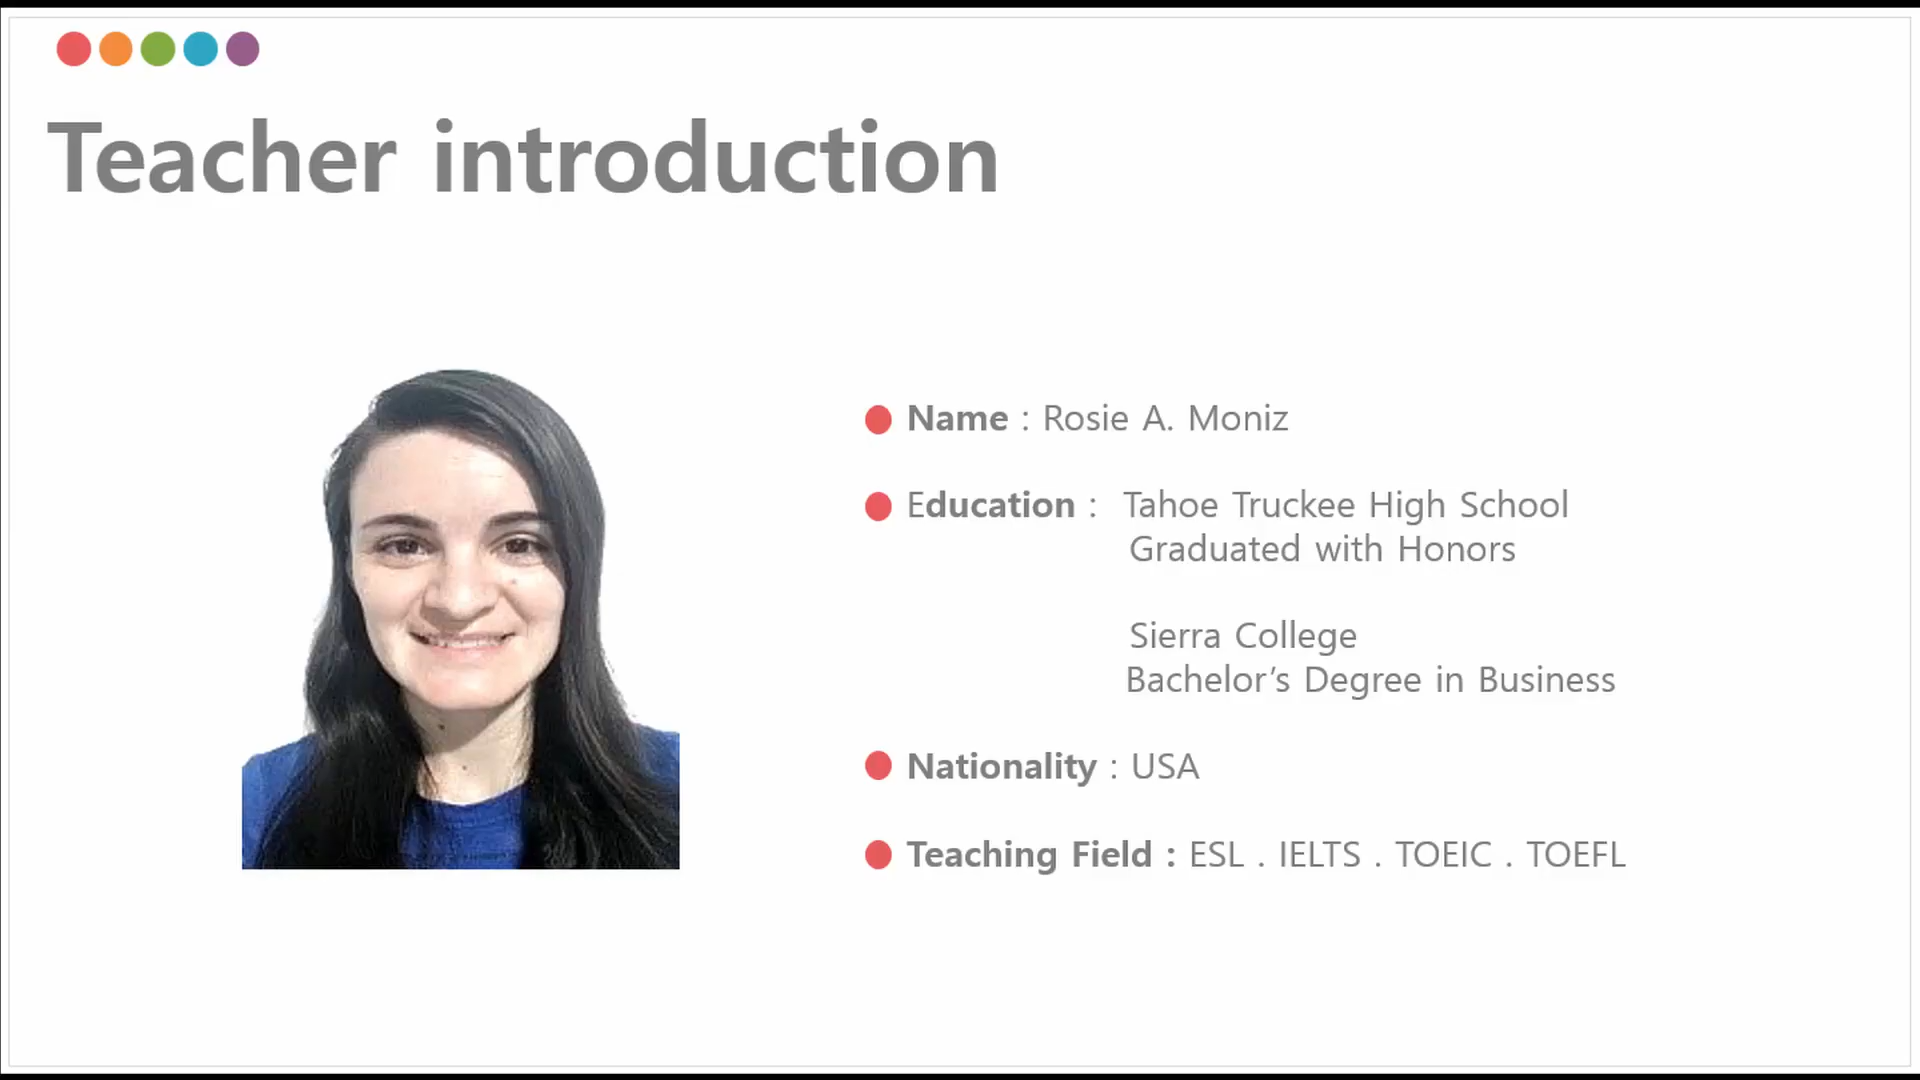 Teacher introduction
Name : Rosie A. Moniz
Education : Tahoe Truckee High School
Graduated with Honors
Sierra College
Bachelor’s Degree in Business
Nationality : USA
Teaching Field : ESL . IELTS . TOEIC . TOEFL